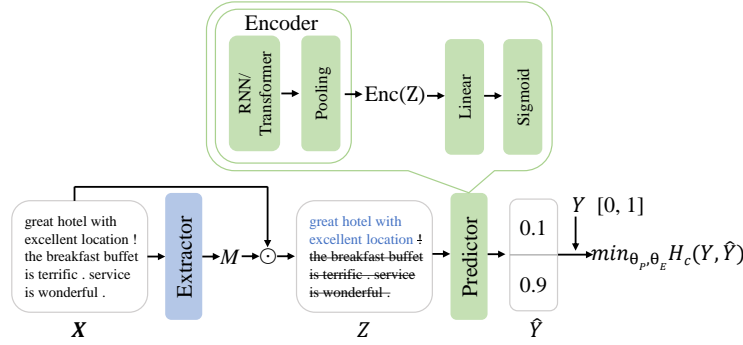 Encoder
RNN/
Transformer
Pooling
Enc(Z)
Linear
Sigmoid
great hotel with
excellent location !
the breakfast buffet
is terrific . service
is wonderful .
X
Extractor
M
⊙
great hotel with
excellent location !
the breakfast buffet
is terrific . service
is wonderful .
Z
Predictor
0.1
0.9
Ŷ
Y [0, 1]
min_{θ_P,θ_E} H_c(Y, Ŷ)